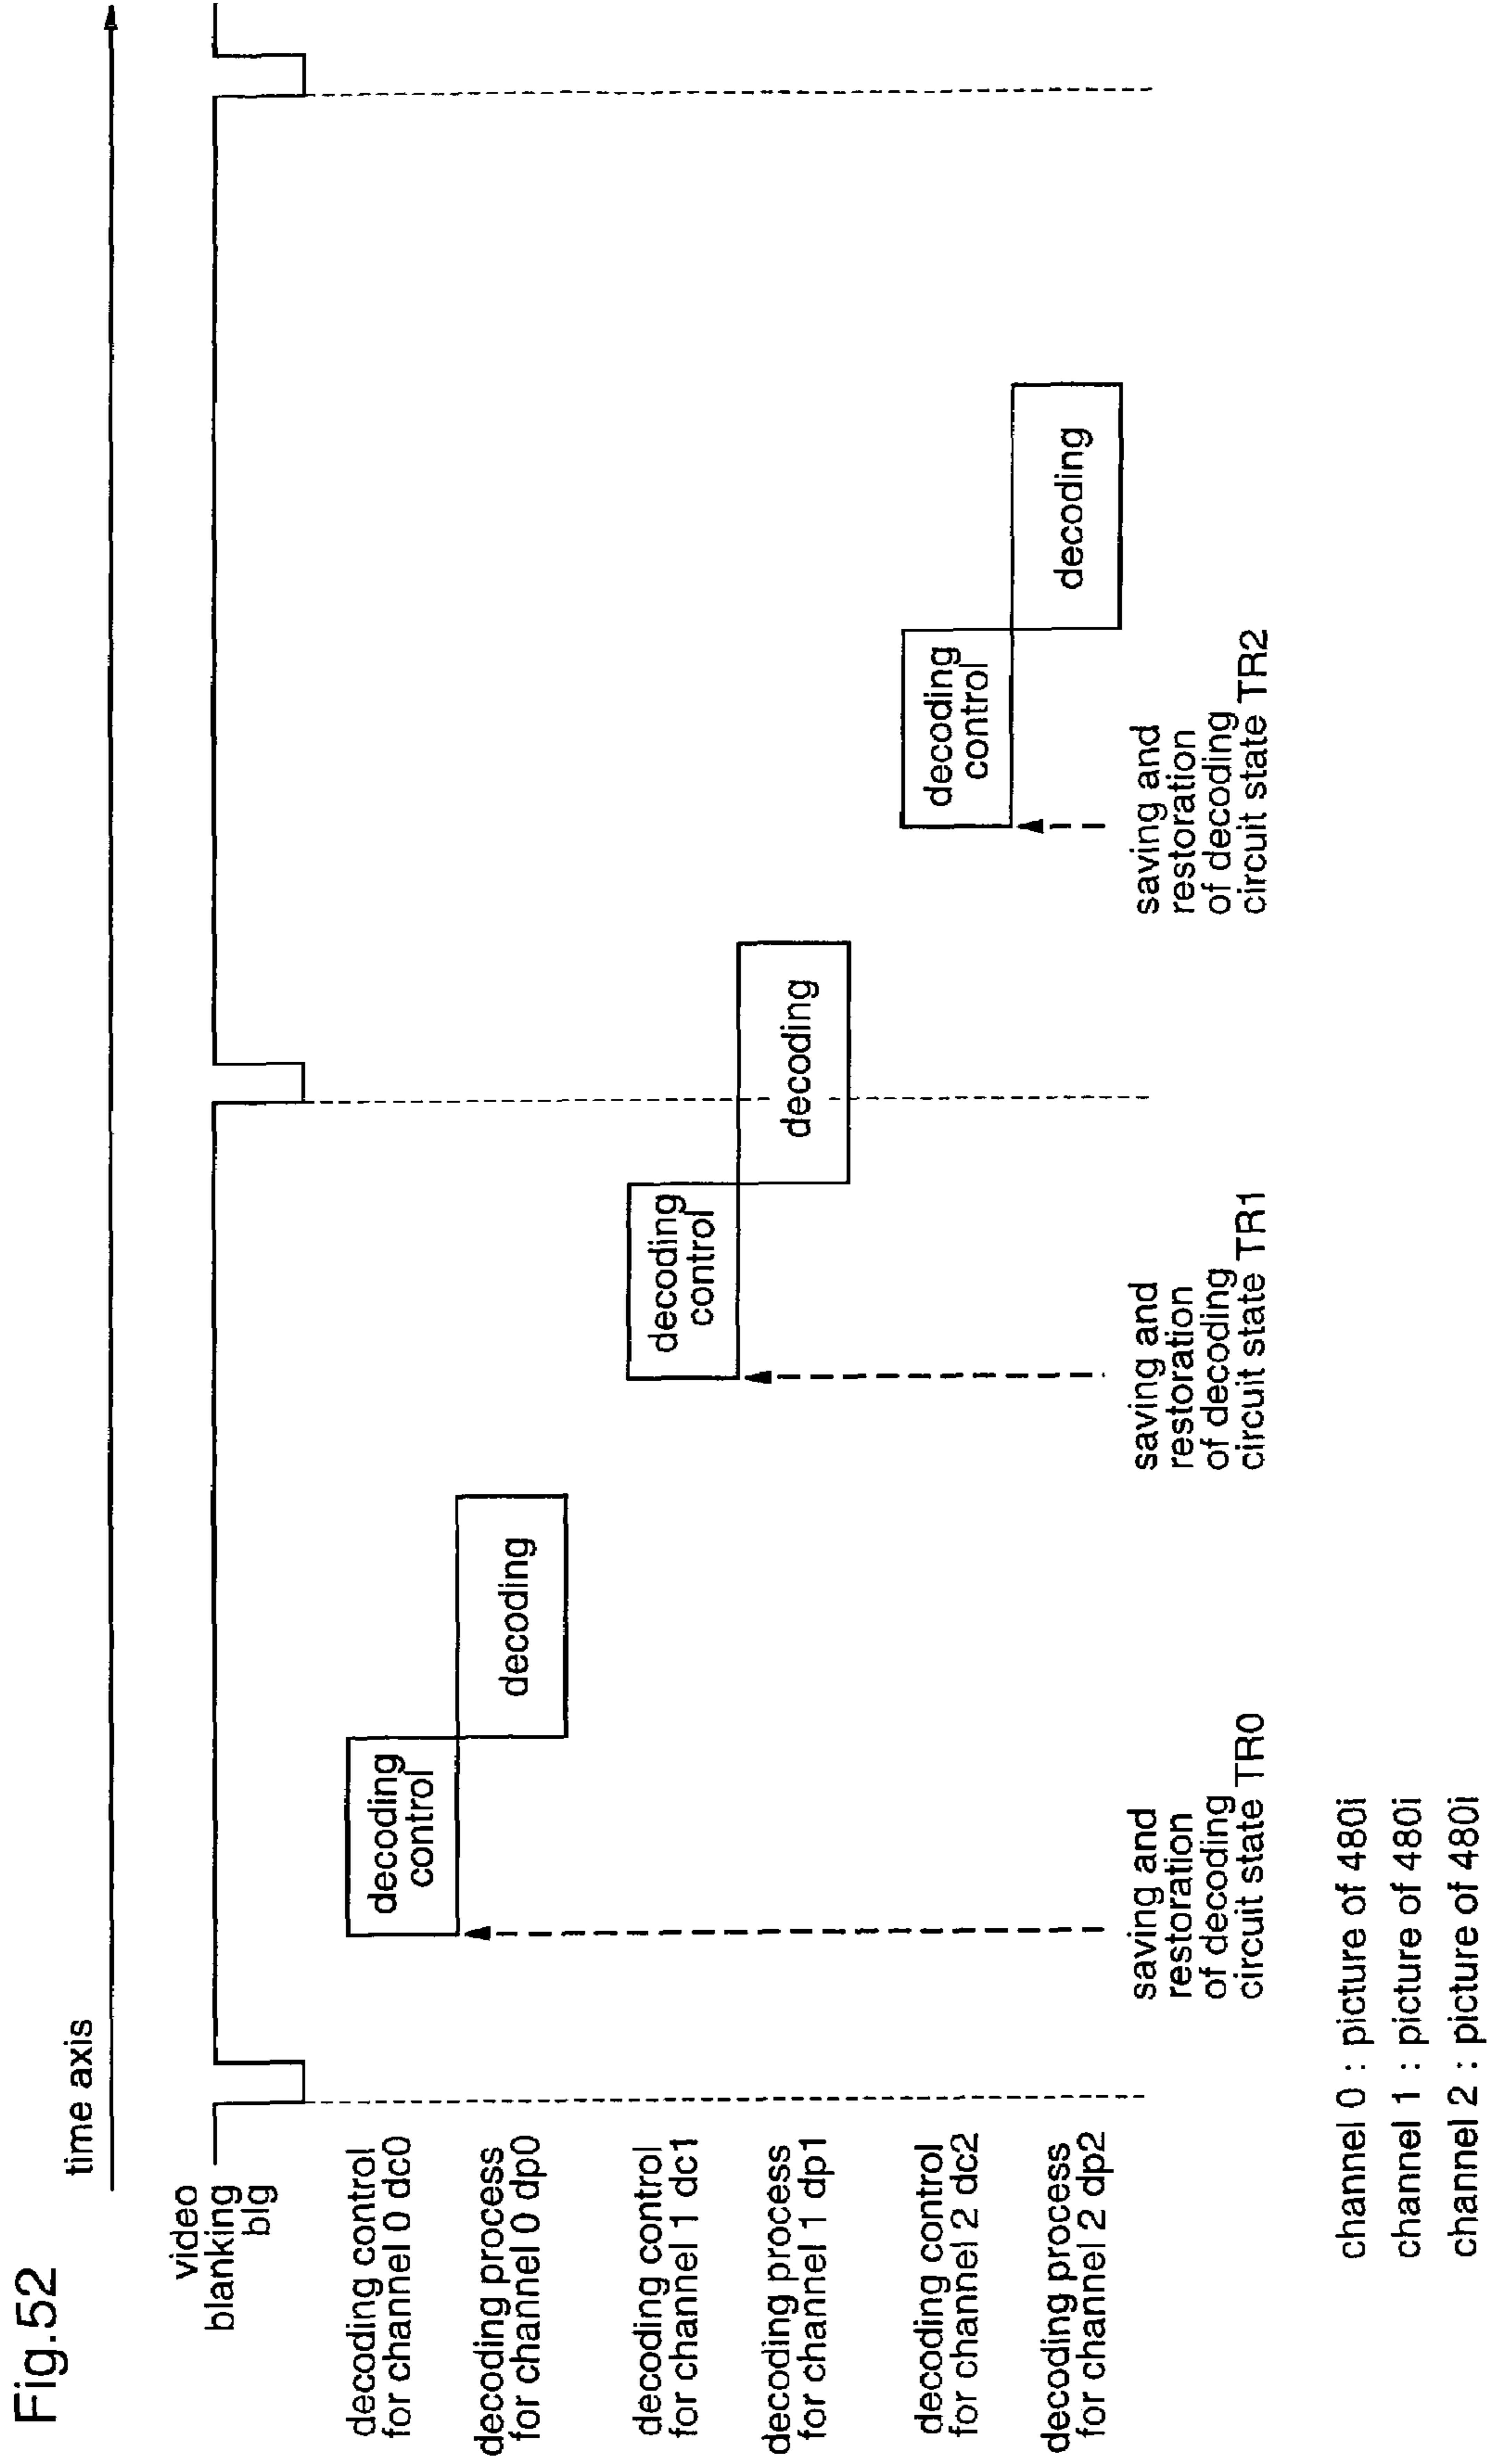 Fig.52
time axis
video
blanking
blg
decoding control
for channel 0 dc0
decoding
control
decoding process
for channel 0 dp0
decoding
decoding control
for channel 1 dc1
decoding
control
decoding process
for channel 1 dp1
decoding
decoding control
for channel 2 dc2
decoding
control
decoding process
for channel 2 dp2
decoding
saving and
restoration
of decoding
circuit state TR0
saving and
restoration
of decoding
circuit state TR1
saving and
restoration
of decoding
circuit state TR2
channel 0 : picture of 480i
channel 1 : picture of 480i
channel 2 : picture of 480i